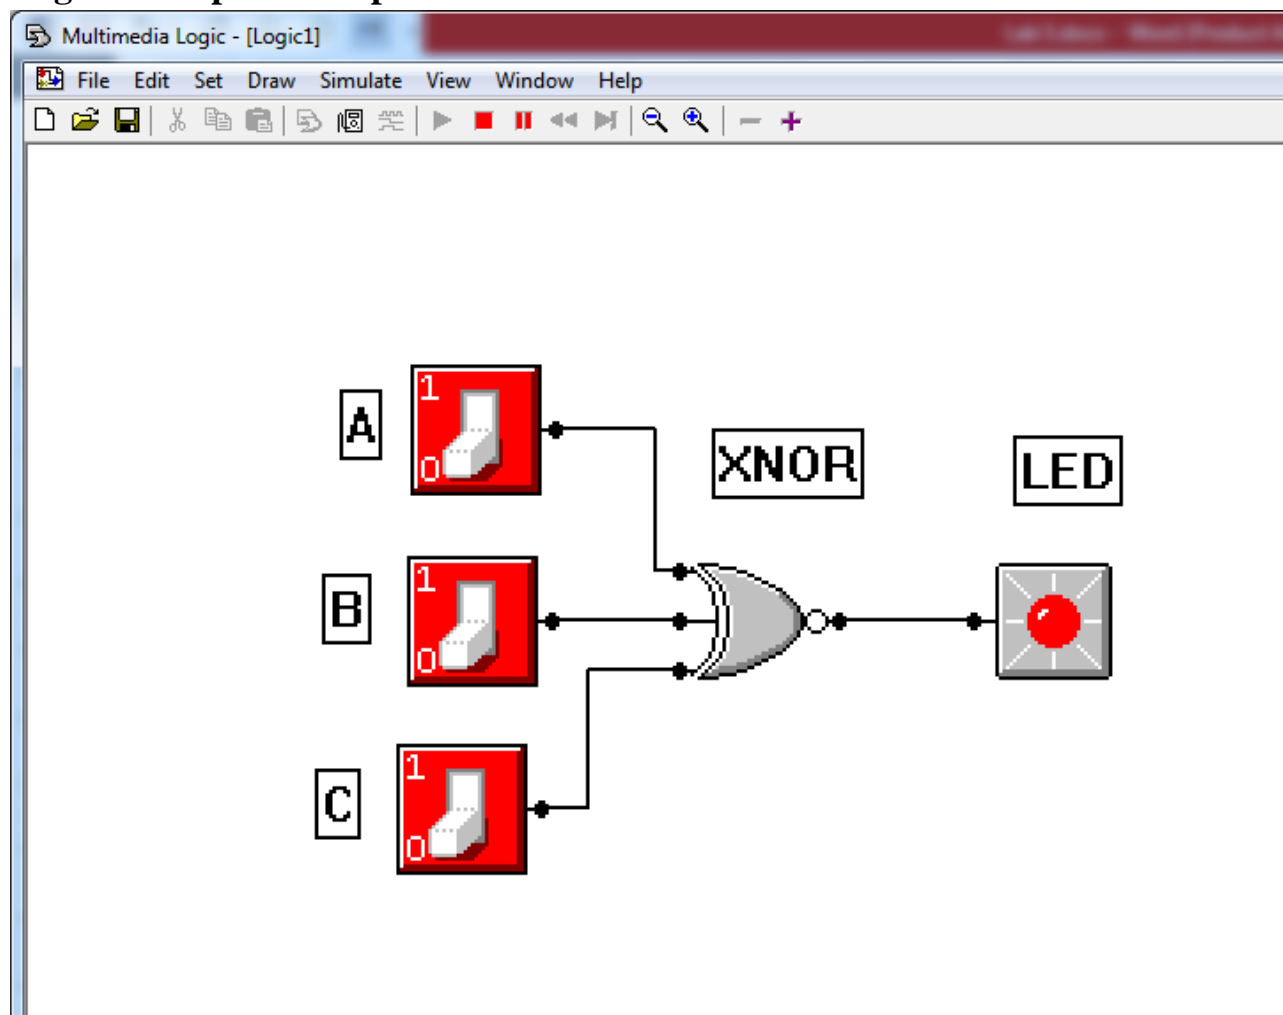 Multimedia Logic - [Logic1]
File Edit Set Draw Simulate View Window Help
1
A
0
XNOR
LED
1
B
0
1
C
0